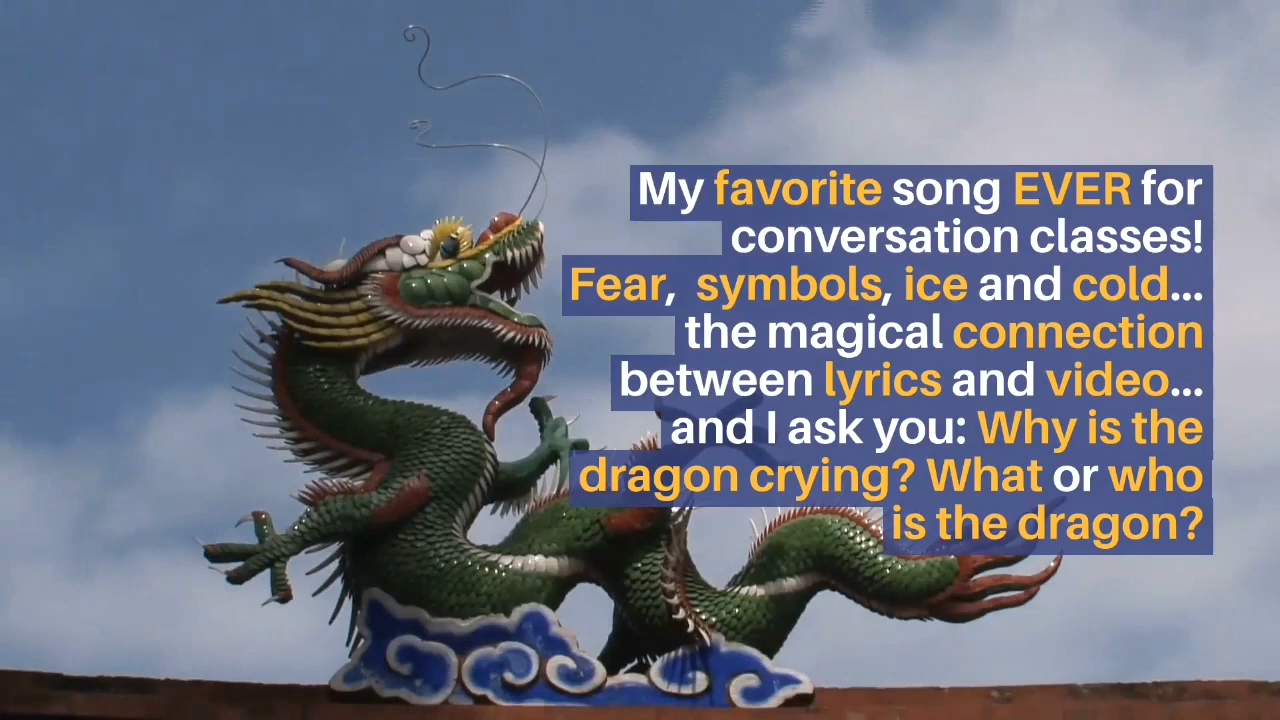 My favorite song EVER for
conversation classes!
Fear,  symbols, ice and cold...
the magical connection
between lyrics and video...
and I ask you: Why is the
dragon crying? What or who
is the dragon?